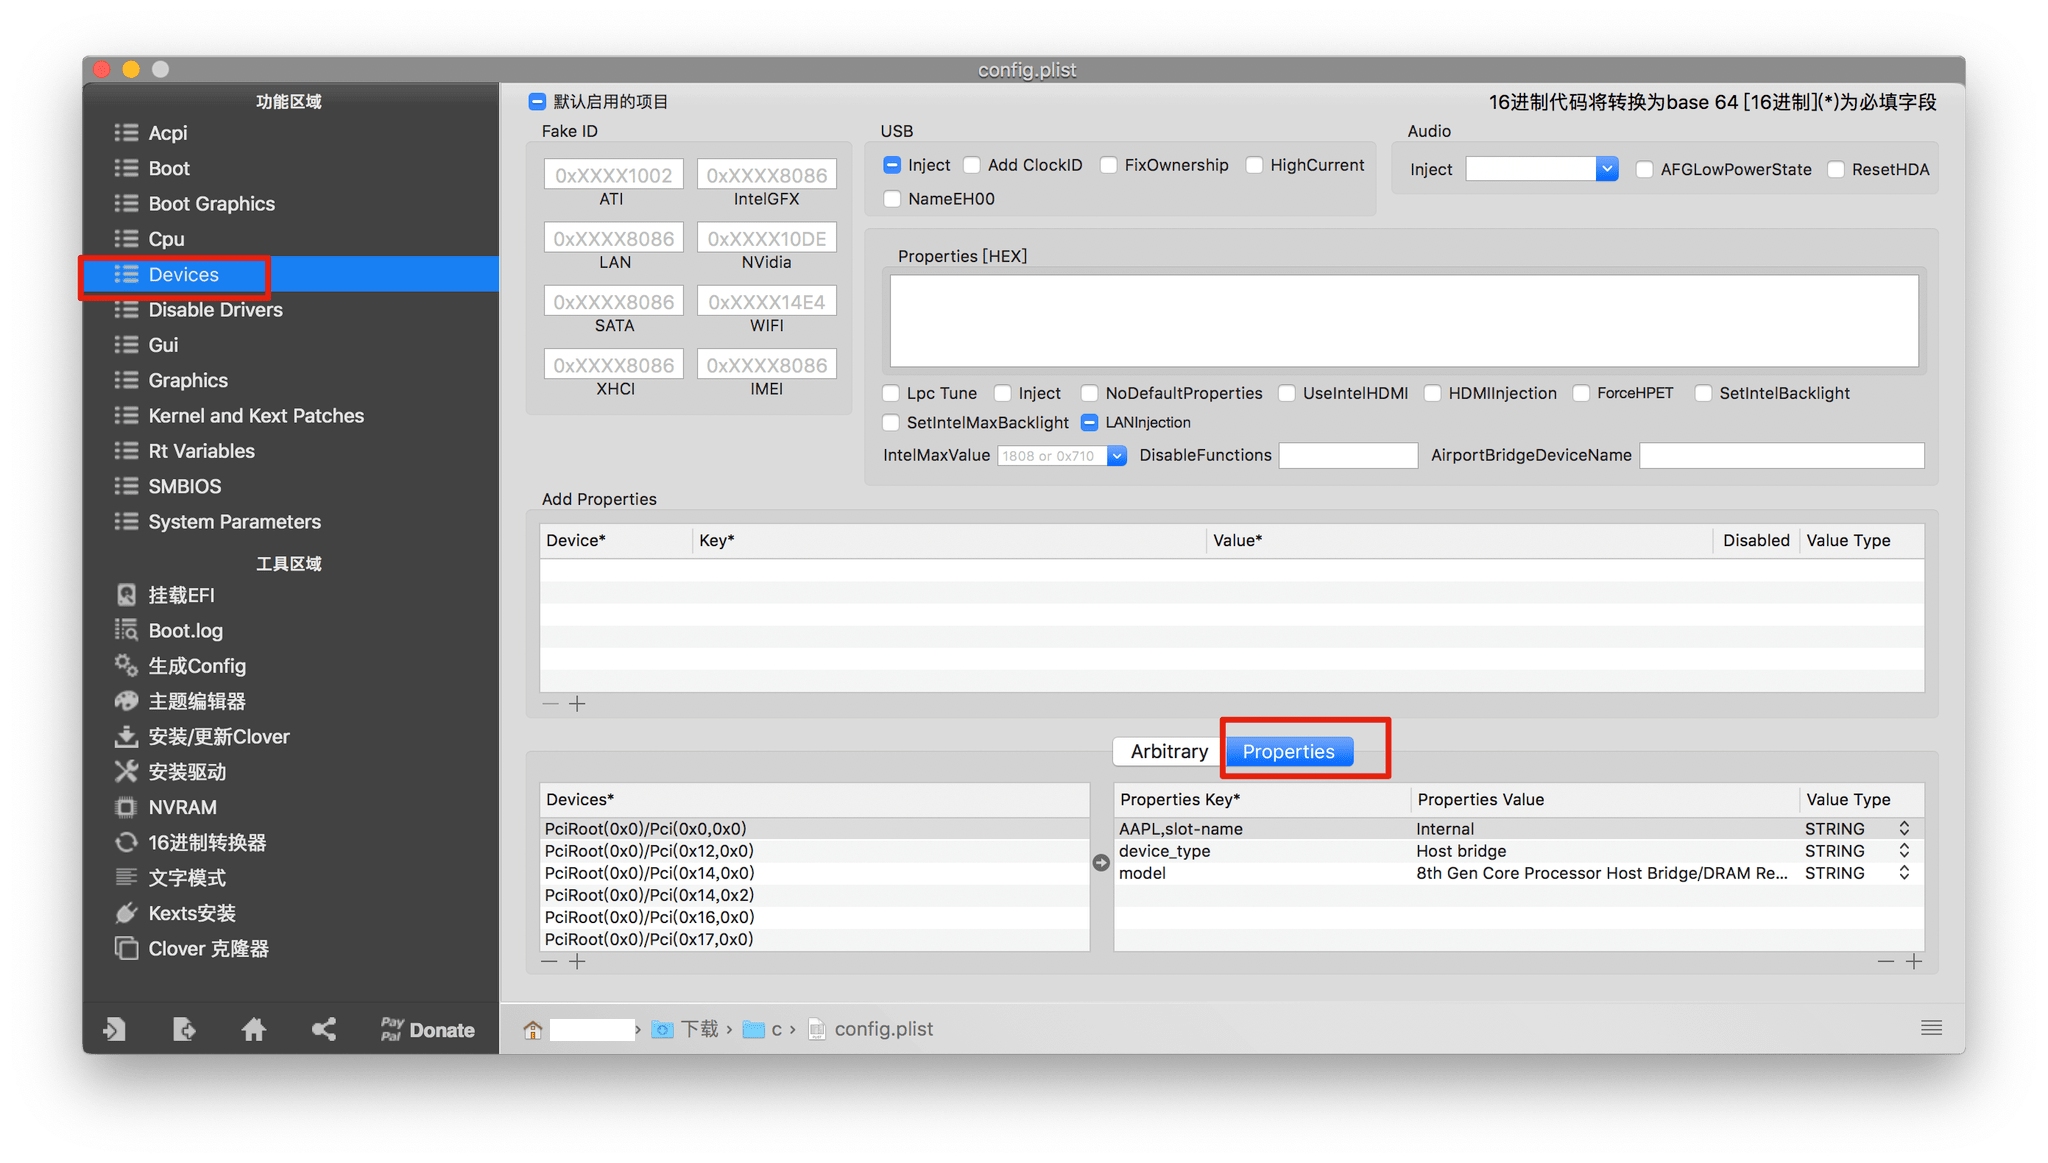 config.plist
功能区域
Acpi
Boot
Boot Graphics
Cpu
Devices
Disable Drivers
Gui
Graphics
Kernel and Kext Patches
Rt Variables
SMBIOS
System Parameters
工具区域
挂载EFI
Boot.log
生成Config
主题编辑器
安装/更新Clover
安装驱动
NVRAM
16进制转换器
文字模式
Kexts安装
Clover 克隆器
Pay Pal Donate
默认启用的项目
16进制代码将转换为base 64 [16进制](*)为必填字段
Fake ID
0xXXXX1002 0xXXXX8086
ATI IntelGFX
0xXXXX8086 0xXXXX10DE
LAN NVidia
0xXXXX8086 0xXXXX14E4
SATA WIFI
0xXXXX8086 0xXXXX8086
XHCI IMEI
USB
Inject Add ClockID FixOwnership HighCurrent
NameEH00
Audio
Inject AFGLowPowerState ResetHDA
Properties [HEX]
Lpc Tune Inject NoDefaultProperties UseIntelHDMI HDMIInjection ForceHPET SetIntelBacklight
SetIntelMaxBacklight LANInjection
IntelMaxValue 1808 or 0x710 DisableFunctions AirportBridgeDeviceName
Add Properties
Device* Key* Value* Disabled Value Type
Arbitrary Properties
Devices*
PciRoot(0x0)/Pci(0x0,0x0)
PciRoot(0x0)/Pci(0x12,0x0)
PciRoot(0x0)/Pci(0x14,0x0)
PciRoot(0x0)/Pci(0x14,0x2)
PciRoot(0x0)/Pci(0x16,0x0)
PciRoot(0x0)/Pci(0x17,0x0)
Properties Key* Properties Value Value Type
AAPL,slot-name Internal STRING
device_type Host bridge STRING
model 8th Gen Core Processor Host Bridge/DRAM Re... STRING
下载 › c › config.plist